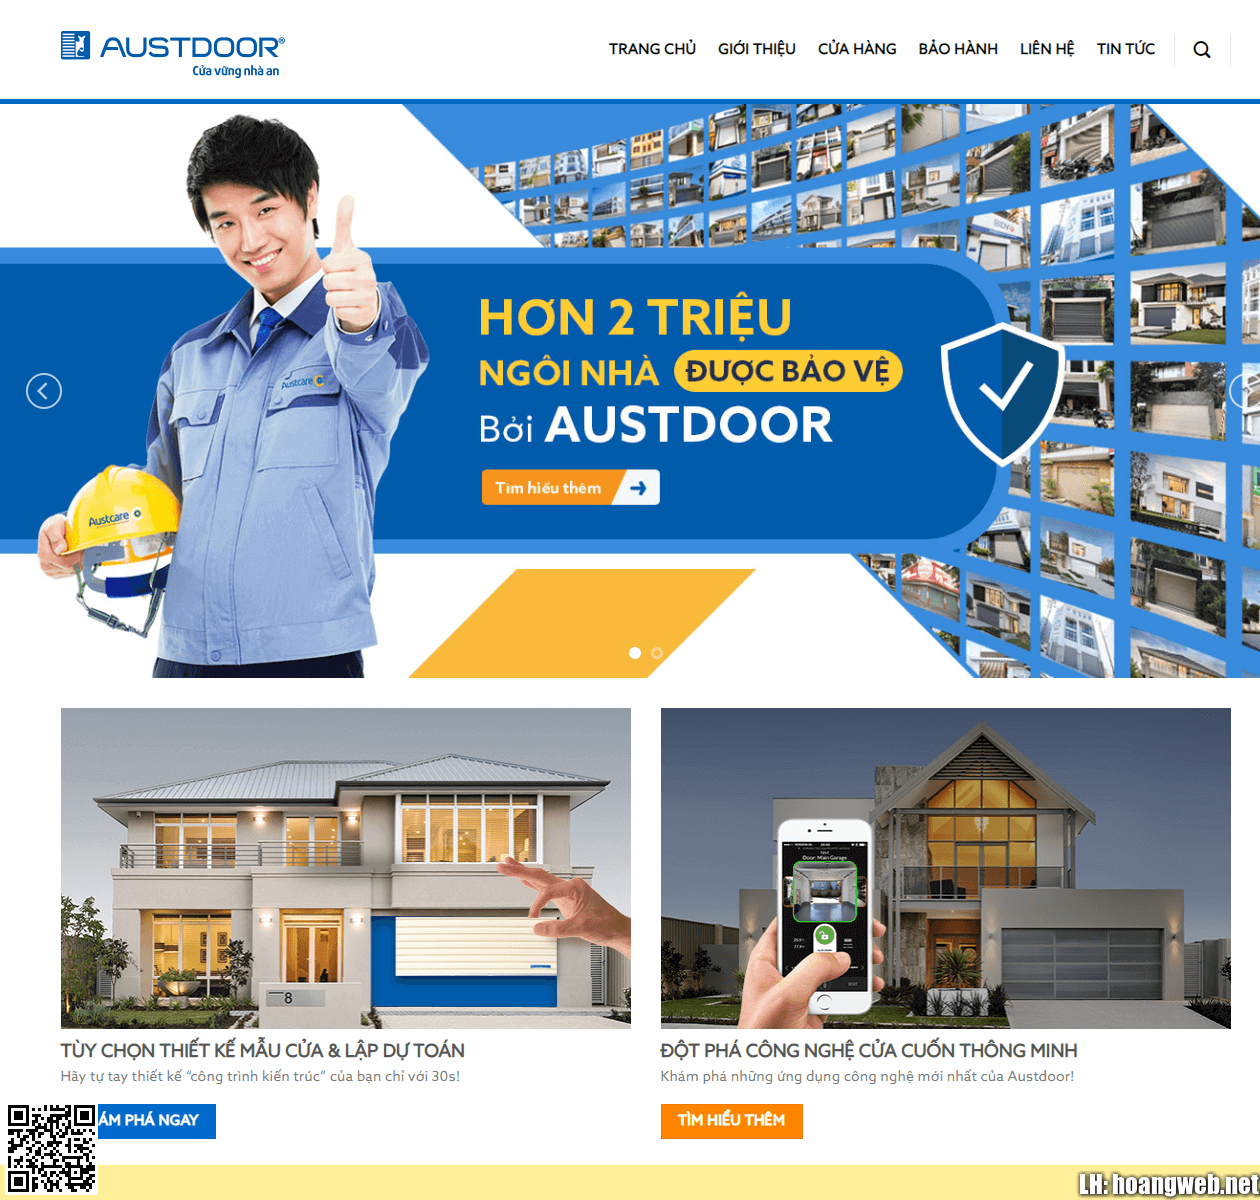 AUSTDOOR®
Cửa vững nhà an
TRANG CHỦ GIỚI THIỆU CỬA HÀNG BẢO HÀNH LIÊN HỆ TIN TỨC
HƠN 2 TRIỆU
NGÔI NHÀ ĐƯỢC BẢO VỆ
Bởi AUSTDOOR
Tìm hiểu thêm
Austcare
Austcare
8
Door: Main Garage
TÙY CHỌN THIẾT KẾ MẪU CỬA & LẬP DỰ TOÁN
Hãy tự tay thiết kế “công trình kiến trúc” của bạn chỉ với 30s!
ÁM PHÁ NGAY
ĐỘT PHÁ CÔNG NGHỆ CỬA CUỐN THÔNG MINH
Khám phá những ứng dụng công nghệ mới nhất của Austdoor!
TÌM HIỂU THÊM
LH: hoangweb.net